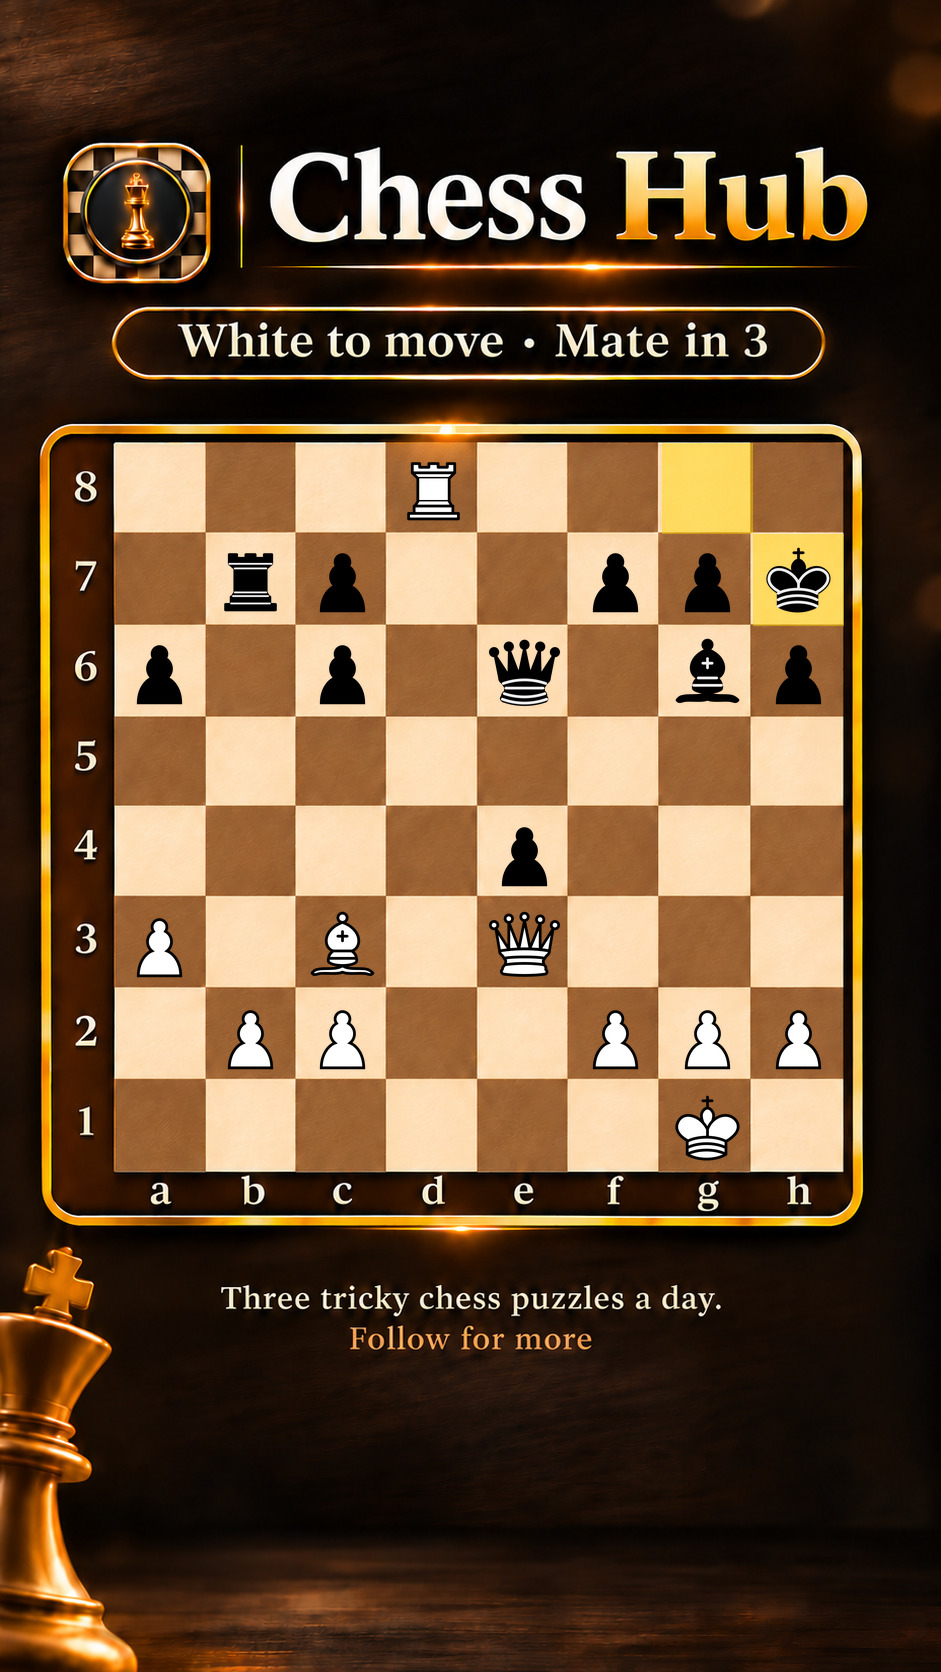 Chess Hub
White to move • Mate in 3
8
7
6
5
4
3
2
1
a b c d e f g h
Three tricky chess puzzles a day.
Follow for more